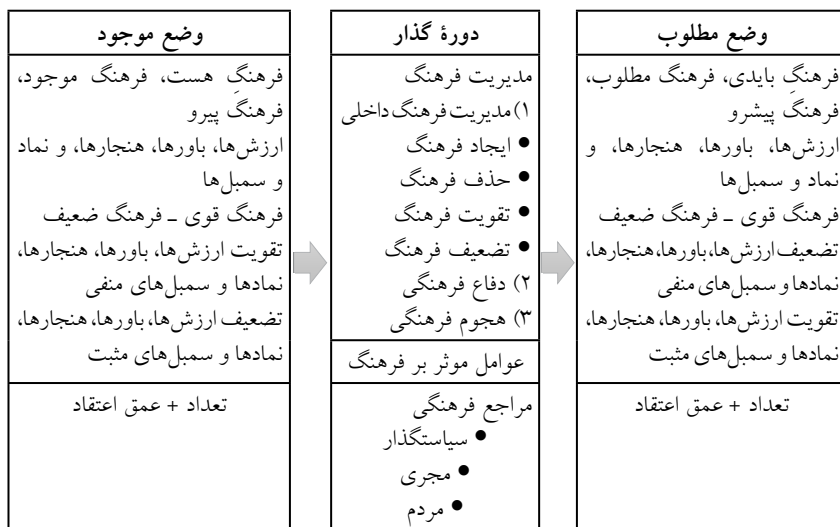 وضع موجود
فرهنگِ هست، فرهنگ موجود،
فرهنگِ پیرو
ارزش‌ها، باورها، هنجارها، و نماد
و سمبل‌ها
فرهنگ قوی ـ فرهنگ ضعیف
تقویت ارزش‌ها، باورها، هنجارها،
نمادها و سمبل‌های منفی
تضعیف ارزش‌ها، باورها، هنجارها،
نمادها و سمبل‌های مثبت
تعداد + عمق اعتقاد
دورهٔ گذار
مدیریت فرهنگ
۱) مدیریت فرهنگ داخلی
● ایجاد فرهنگ
● حذف فرهنگ
● تقویت فرهنگ
● تضعیف فرهنگ
۲) دفاع فرهنگی
۳) هجوم فرهنگی
عوامل موثر بر فرهنگ
مراجع فرهنگی
● سیاستگذار
● مجری
● مردم
وضع مطلوب
فرهنگِ بایدی، فرهنگ مطلوب،
فرهنگِ پیشرو
ارزش‌ها، باورها، هنجارها، و
نماد و سمبل‌ها
فرهنگ قوی ـ فرهنگ ضعیف
تضعیف ارزش‌ها، باورها، هنجارها،
نمادها و سمبل‌های منفی
تقویت ارزش‌ها، باورها، هنجارها،
نمادها و سمبل‌های مثبت
تعداد + عمق اعتقاد